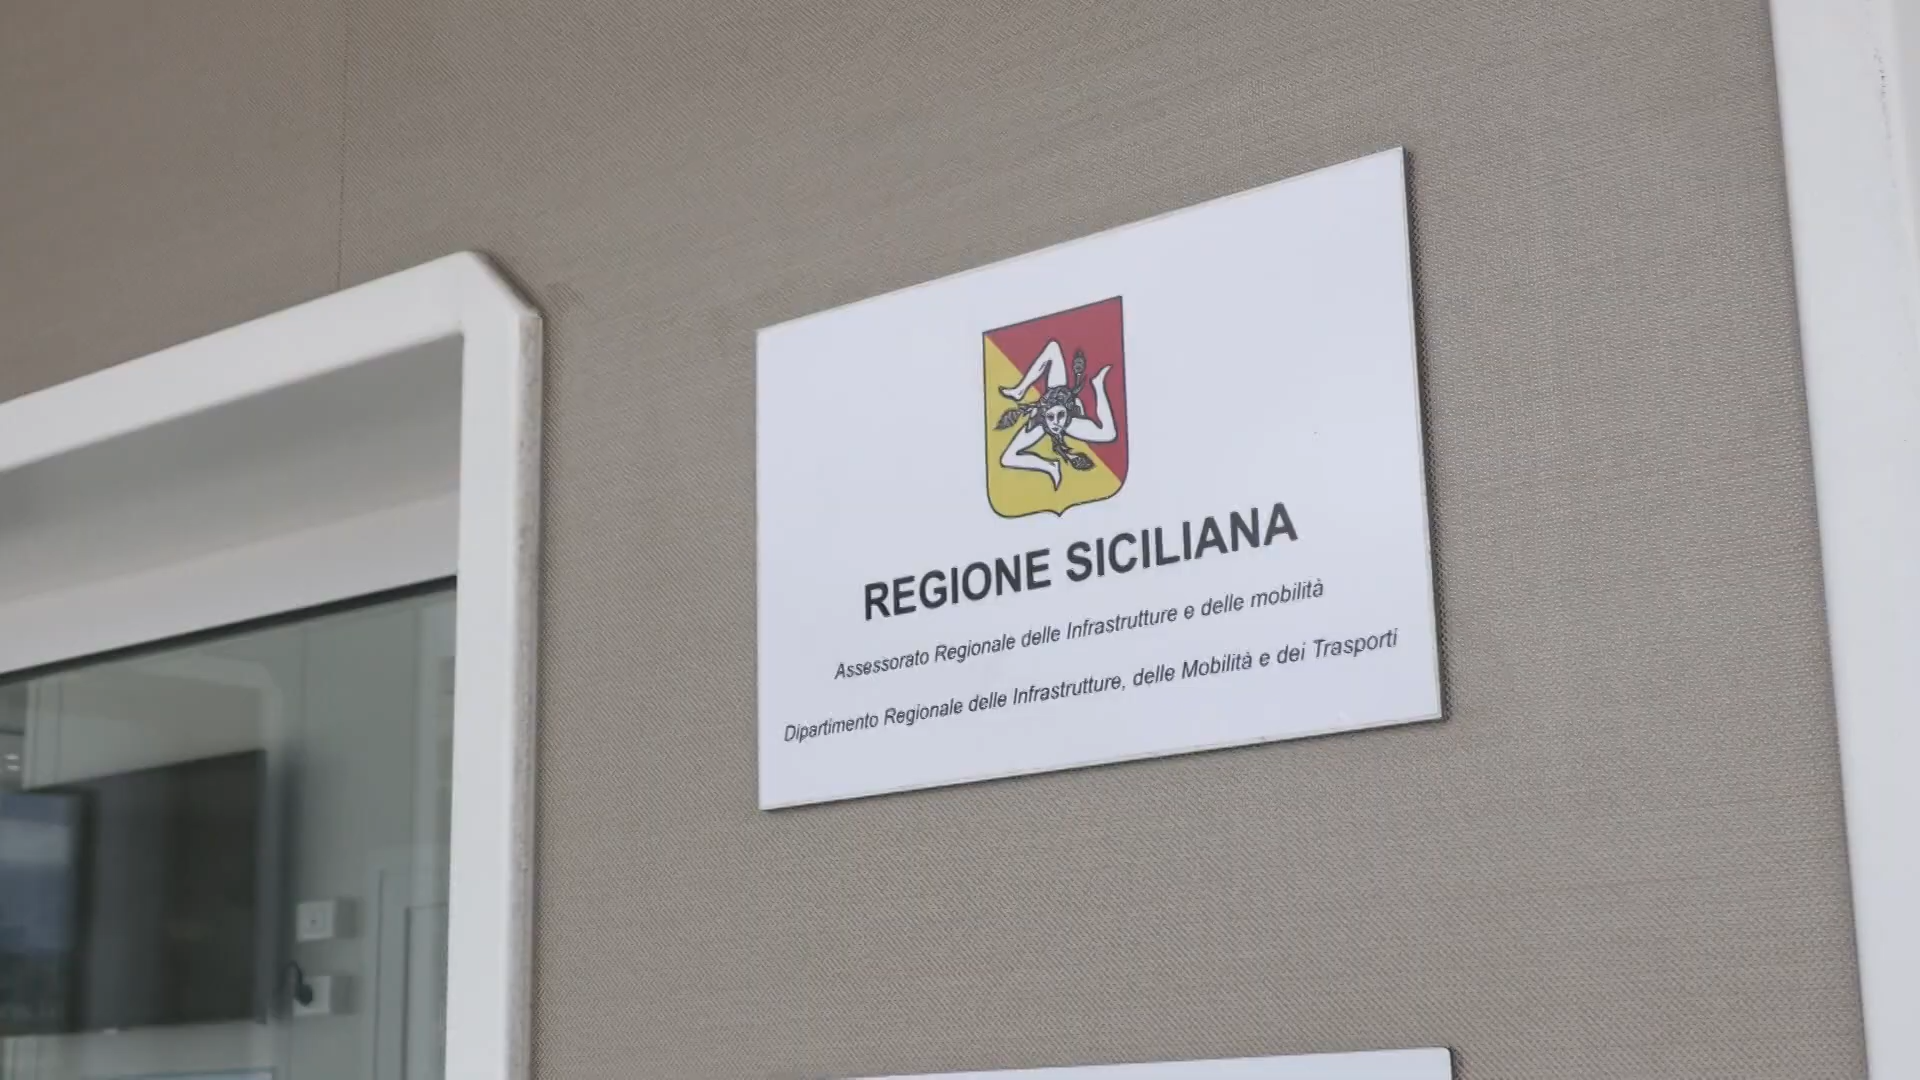 REGIONE SICILIANA
Assessorato Regionale delle Infrastrutture e delle mobilità
Dipartimento Regionale delle Infrastrutture, delle Mobilità e dei Trasporti